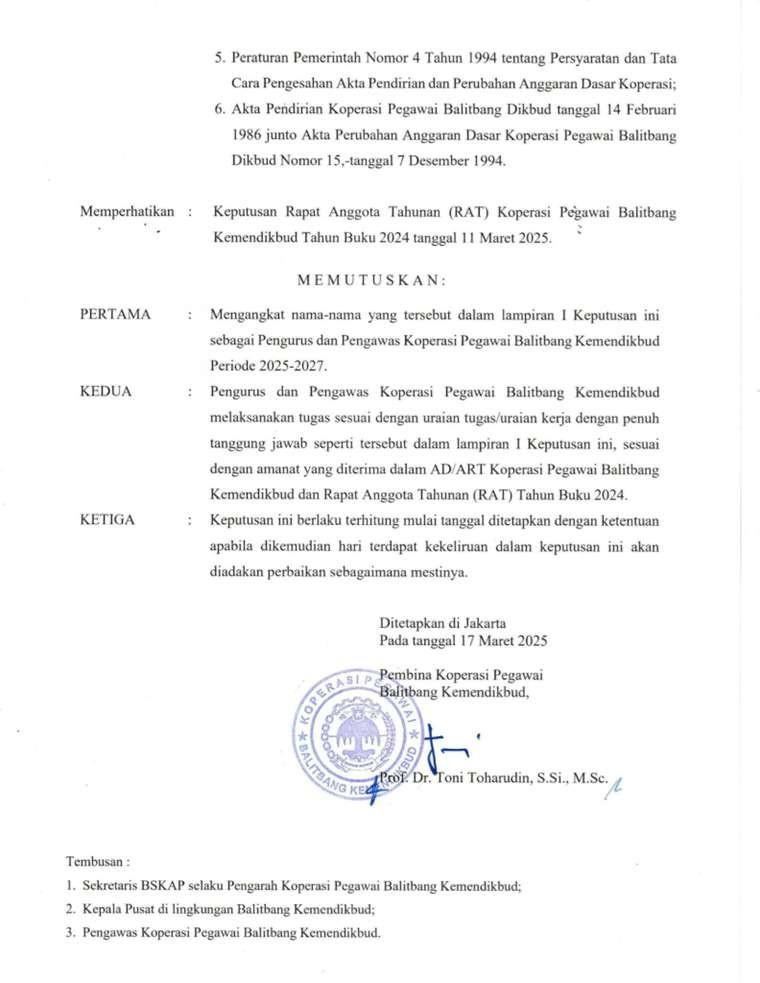 5. Peraturan Pemerintah Nomor 4 Tahun 1994 tentang Persyaratan dan Tata
Cara Pengesahan Akta Pendirian dan Perubahan Anggaran Dasar Koperasi;
6. Akta Pendirian Koperasi Pegawai Balitbang Dikbud tanggal 14 Februari
1986 junto Akta Perubahan Anggaran Dasar Koperasi Pegawai Balitbang
Dikbud Nomor 15,-tanggal 7 Desember 1994.
Memperhatikan : Keputusan Rapat Anggota Tahunan (RAT) Koperasi Pegawai Balitbang
Kemendikbud Tahun Buku 2024 tanggal 11 Maret 2025.
MEMUTUSKAN:
PERTAMA : Mengangkat nama-nama yang tersebut dalam lampiran I Keputusan ini
sebagai Pengurus dan Pengawas Koperasi Pegawai Balitbang Kemendikbud
Periode 2025-2027.
KEDUA : Pengurus dan Pengawas Koperasi Pegawai Balitbang Kemendikbud
melaksanakan tugas sesuai dengan uraian tugas/uraian kerja dengan penuh
tanggung jawab seperti tersebut dalam lampiran I Keputusan ini, sesuai
dengan amanat yang diterima dalam AD/ART Koperasi Pegawai Balitbang
Kemendikbud dan Rapat Anggota Tahunan (RAT) Tahun Buku 2024.
KETIGA : Keputusan ini berlaku terhitung mulai tanggal ditetapkan dengan ketentuan
apabila dikemudian hari terdapat kekeliruan dalam keputusan ini akan
diadakan perbaikan sebagaimana mestinya.
Ditetapkan di Jakarta
Pada tanggal 17 Maret 2025
Pembina Koperasi Pegawai
Balitbang Kemendikbud,
KOPERASI PEGAWAI
BALITBANG KEMENDIKBUD
Prof. Dr. Toni Toharudin, S.Si., M.Sc.
Tembusan :
1. Sekretaris BSKAP selaku Pengarah Koperasi Pegawai Balitbang Kemendikbud;
2. Kepala Pusat di lingkungan Balitbang Kemendikbud;
3. Pengawas Koperasi Pegawai Balitbang Kemendikbud.